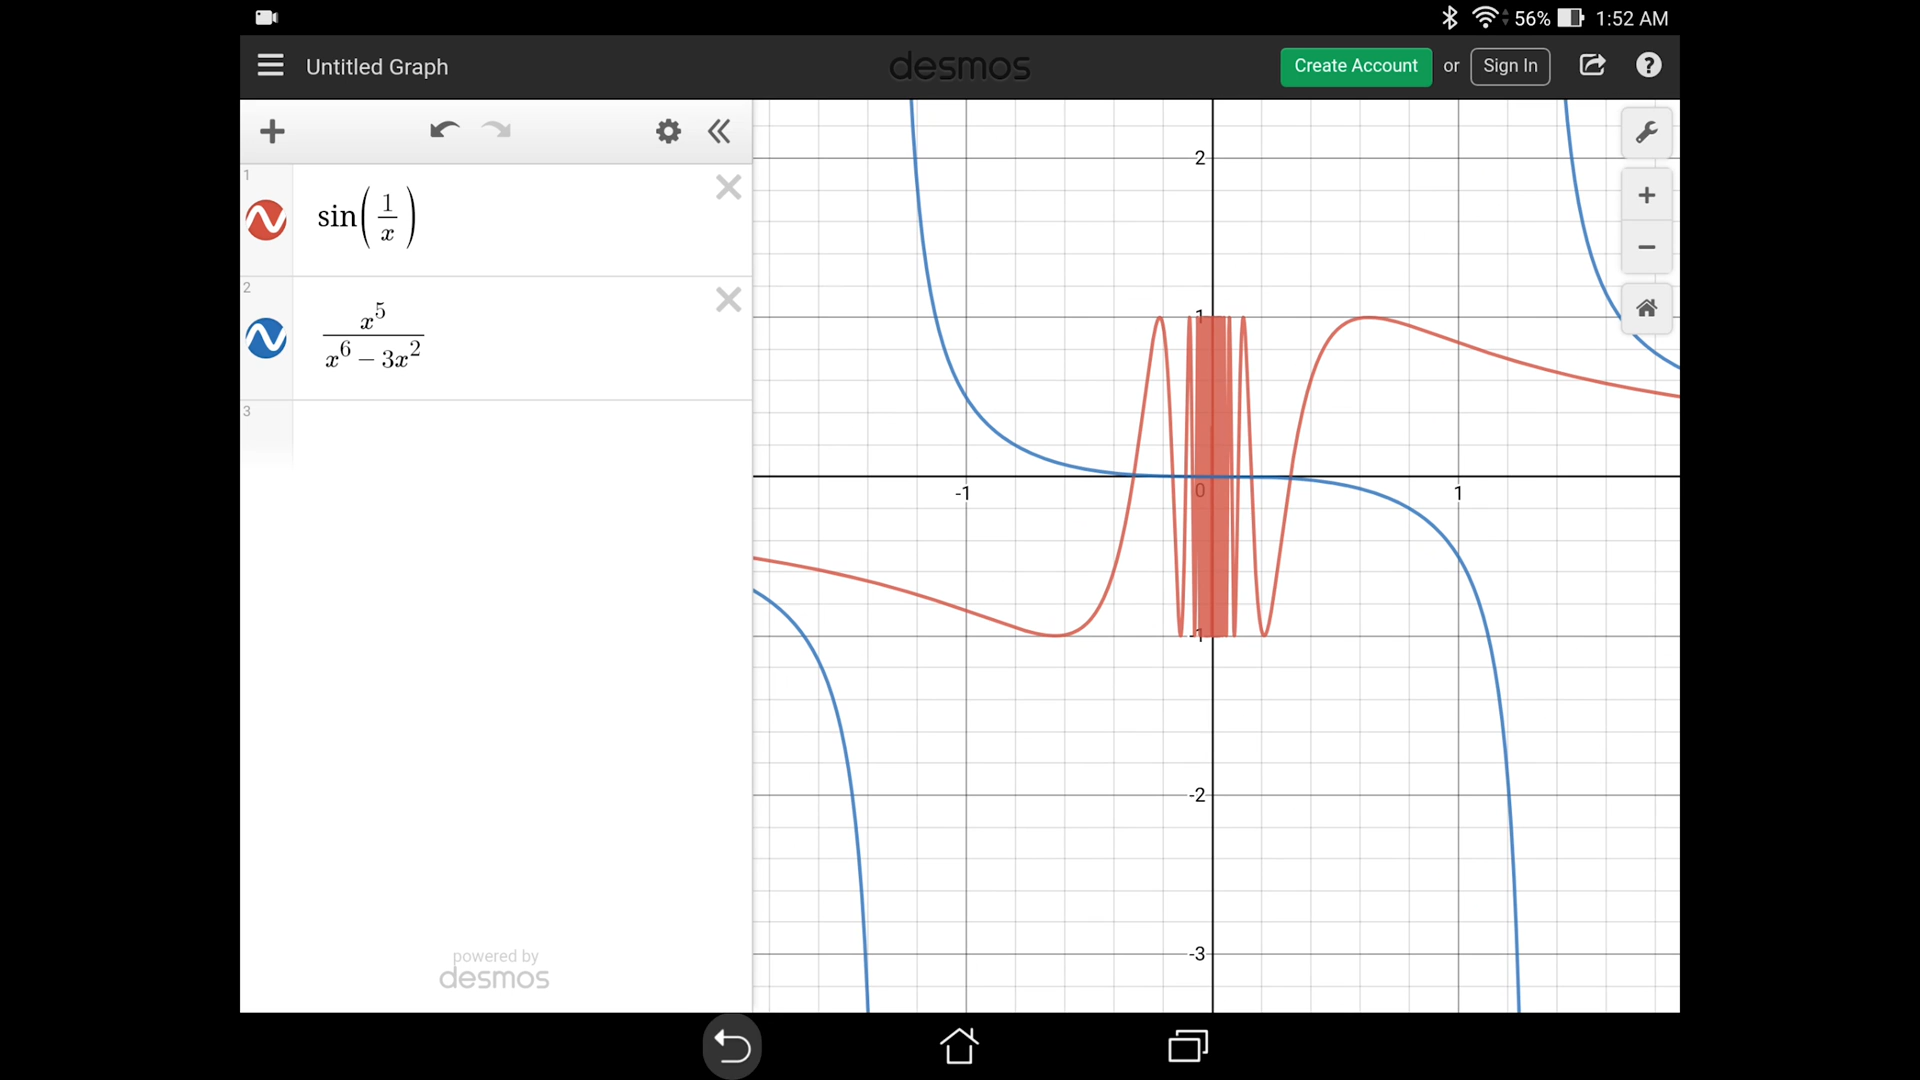 56% 1:52 AM
Untitled Graph desmos Create Account or Sign In ?
1
sin(1/x)
2
x^5/(x^6 − 3x^2)
3
2
1
-1 0 1
-1
-2
-3
powered by
desmos